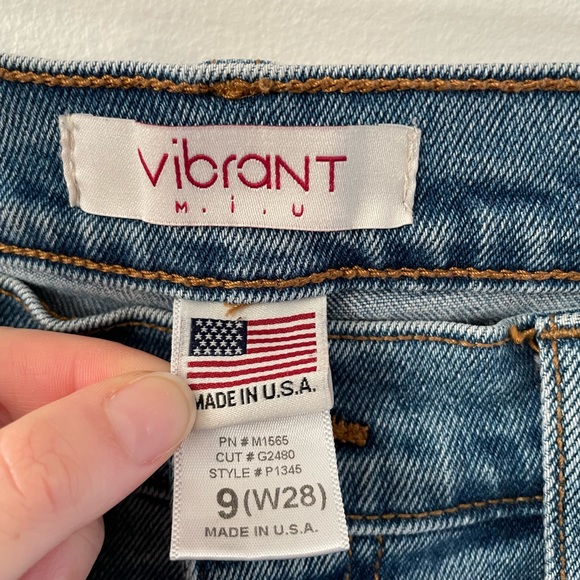 vibraNT
M.i.U
MADE IN U.S.A.
PN # M1565
CUT # G2480
STYLE # P1345
9 (W28)
MADE IN U.S.A.